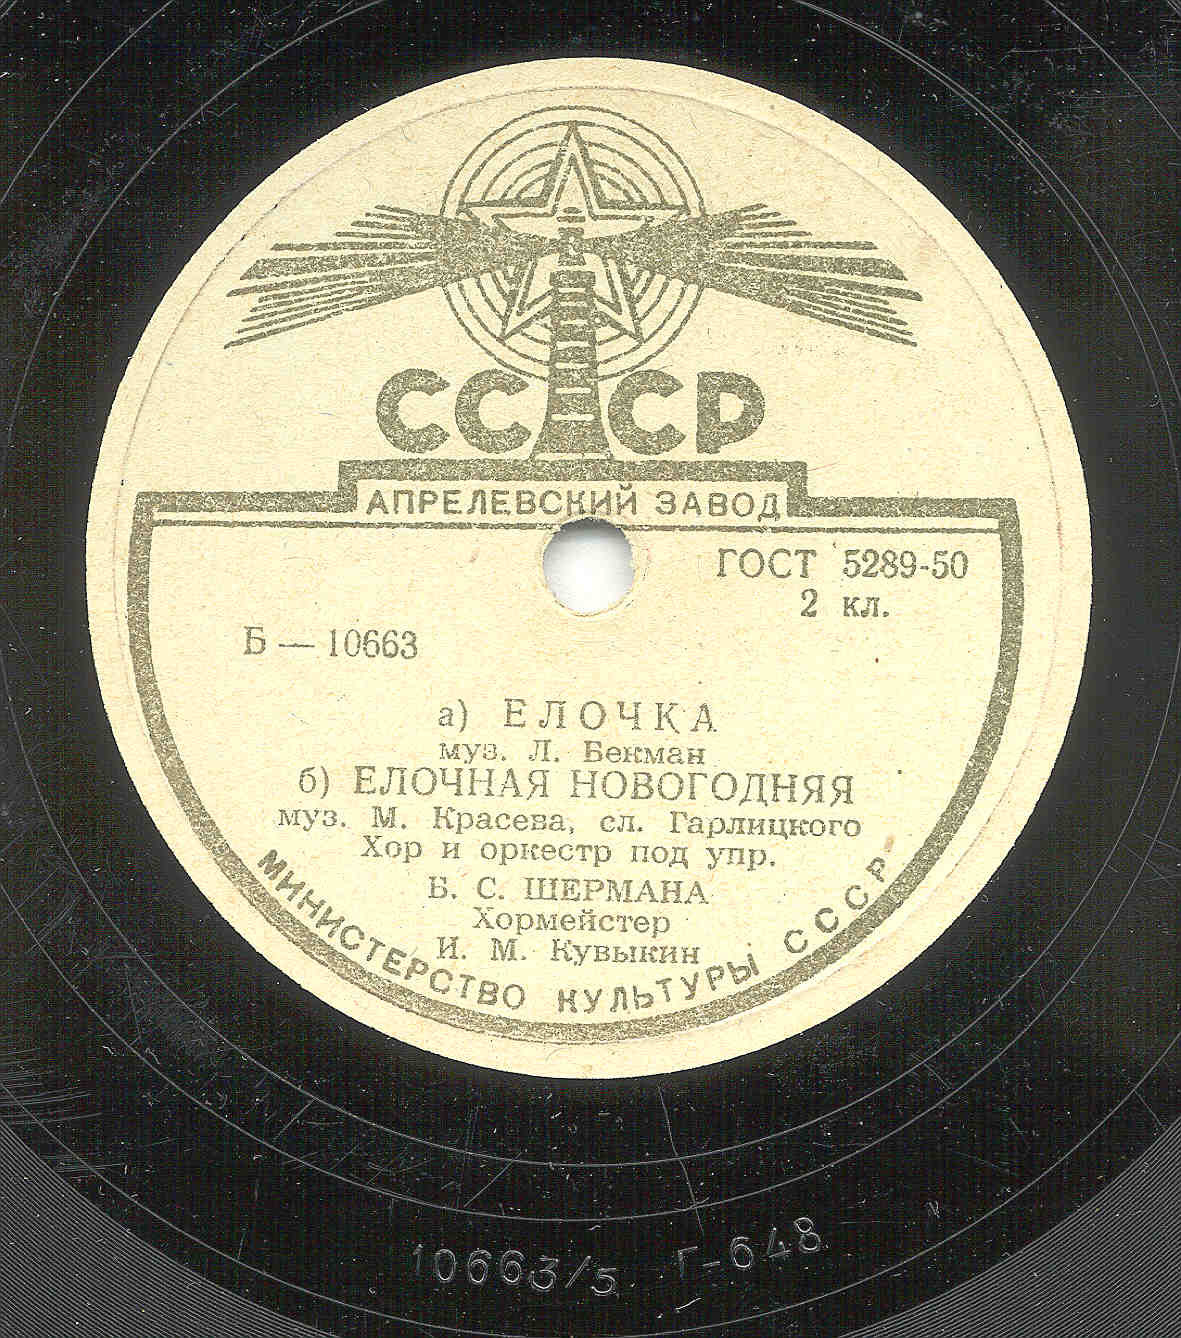 СССР
АПРЕЛЕВСКИЙ ЗАВОД
ГОСТ 5289-50
2 кл.
Б — 10663
а) ЕЛОЧКА
муз. Л. Бекман
б) ЕЛОЧНАЯ НОВОГОДНЯЯ
муз. М. Красева, сл. Гарлицкого
Хор и оркестр под упр.
Б. С. ШЕРМАНА
Хормейстер
И. М. Кувыкин
МИНИСТЕРСТВО КУЛЬТУРЫ СССР
10663/5 Г-648